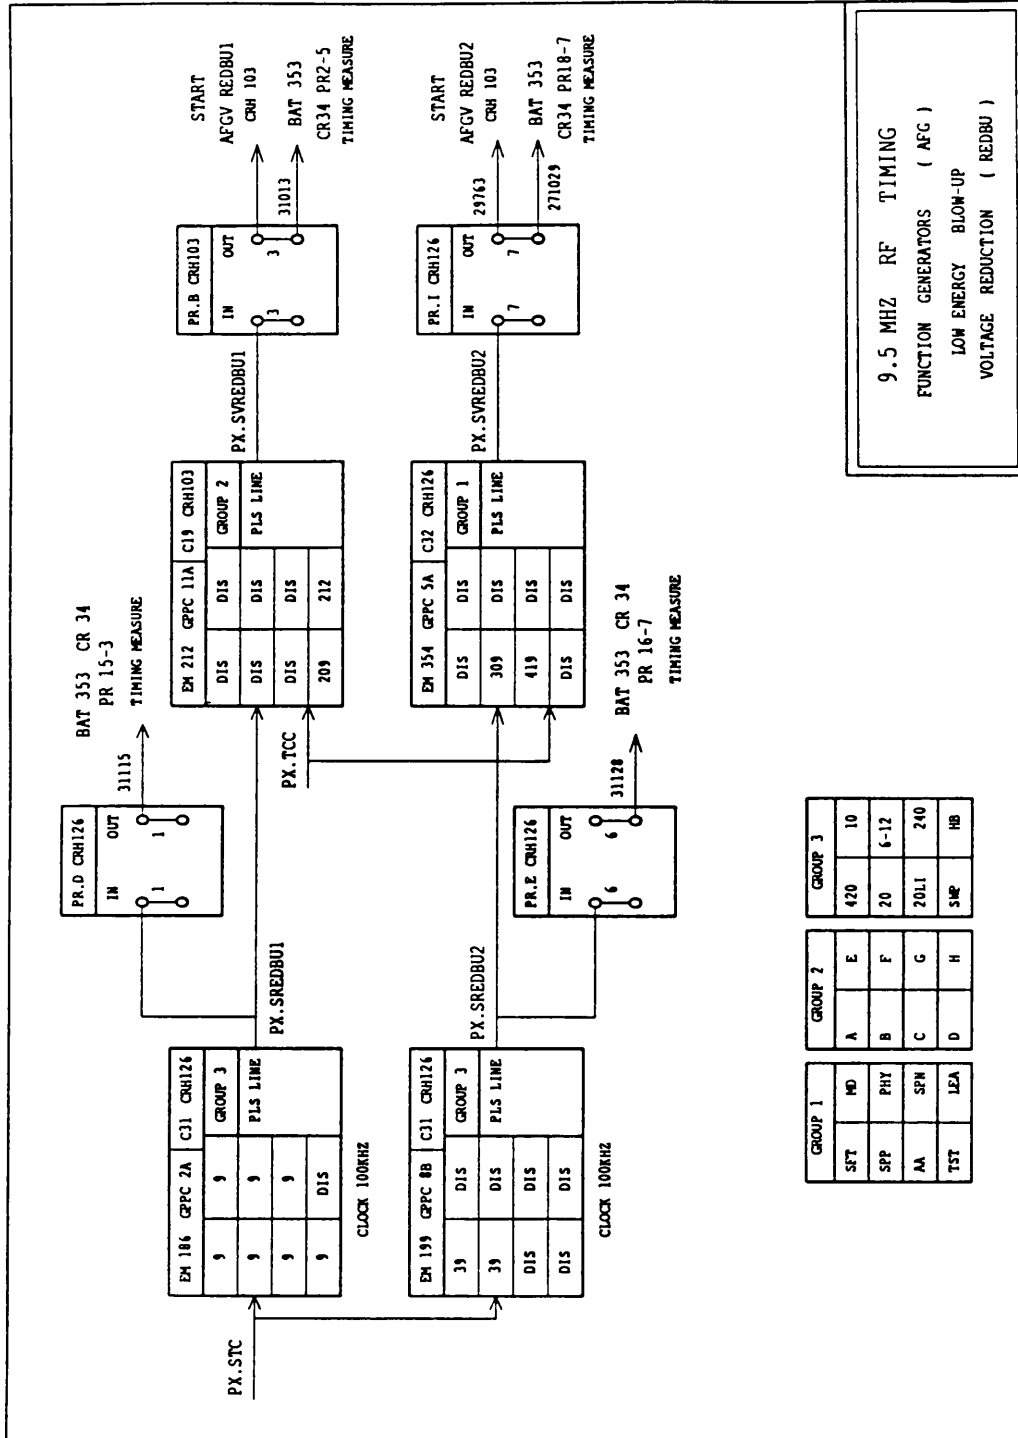 PX.STC
EM 186 GPPC 2A C31 CRH126
9 9 GROUP 3
9 9 PLS LINE
9 9
9 DIS
CLOCK 100KHZ
EM 199 GPPC 8B C31 CRH126
39 DIS GROUP 3
39 DIS PLS LINE
DIS DIS
DIS DIS
CLOCK 100KHZ
PX.SREDBU1
PX.SREDBU2
PR.D CRH126
IN OUT
1 1
31115
BAT 353 CR 34
PR 15-3
TIMING MEASURE
PR.E CRH126
IN OUT
6 6
31128
BAT 353 CR 34
PR 16-7
TIMING MEASURE
PX.TCC
EM 212 GPPC 11A C19 CRH103
DIS DIS GROUP 2
DIS DIS PLS LINE
DIS DIS
209 212
EM 354 GPPC 5A C32 CRH126
DIS DIS GROUP 1
309 DIS PLS LINE
419 DIS
DIS DIS
PX.SVREDBU1
PX.SVREDBU2
PR.B CRH103
IN OUT
3 3
31013
START
AFGV REDBU1
CRH 103
BAT 353
CR34 PR2-5
TIMING MEASURE
PR.I CRH126
IN OUT
7 7
29763
271029
START
AFGV REDBU2
CRH 103
BAT 353
CR34 PR18-7
TIMING MEASURE
GROUP 1
SFT MD
SPP PHY
AA SPN
TST LEA
GROUP 2
A E
B F
C G
D H
GROUP 3
420 10
20 6-12
20LI 240
SMP HB
9.5 MHZ RF TIMING
FUNCTION GENERATORS ( AFG )
LOW ENERGY BLOW-UP
VOLTAGE REDUCTION ( REDBU )